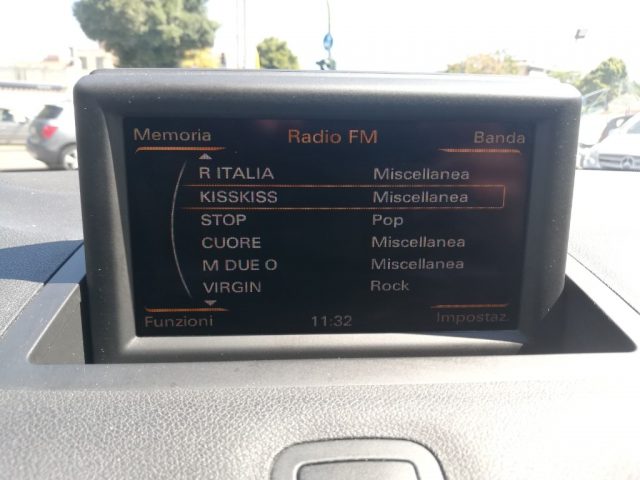 Memoria Radio FM Banda
R ITALIA Miscellanea
KISSKISS Miscellanea
STOP Pop
CUORE Miscellanea
M DUE O Miscellanea
VIRGIN Rock
Funzioni 11:32 Impostaz.